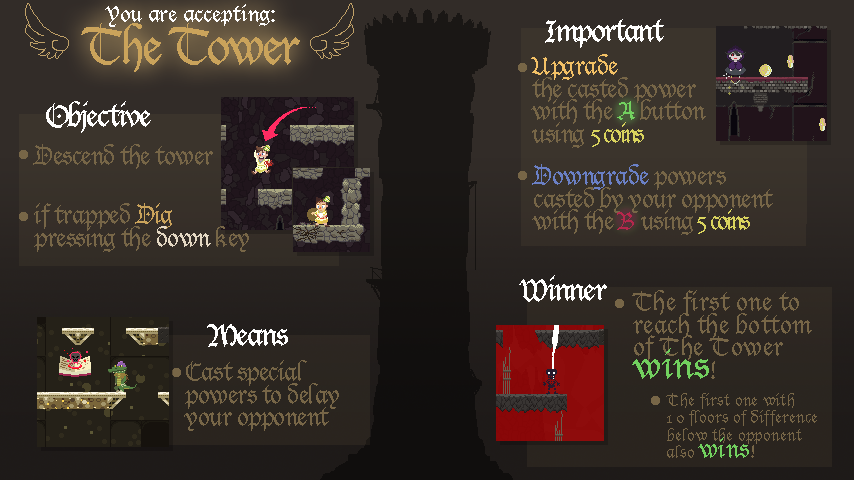 You are accepting:
The Tower
Objective
Descend the tower
if trapped Dig
pressing the down key
Means
Cast special
powers to delay
your opponent
Important
Upgrade
the casted power
with the A button
using 5 coins
Downgrade powers
casted by your opponent
with the B using 5 coins
Winner
The first one to
reach the bottom
of The Tower
wins!
The first one with
10 floors of difference
below the opponent
also wins!